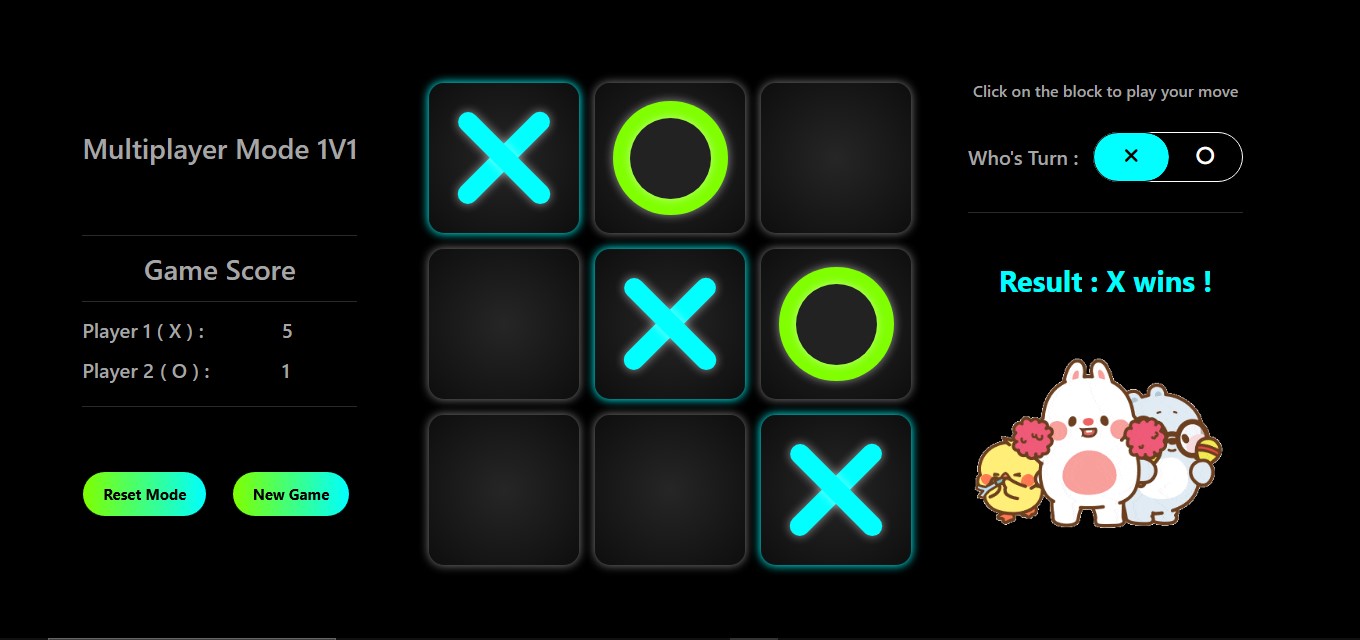 Multiplayer Mode 1V1
Game Score
Player 1 ( X ) : 5
Player 2 ( O ) : 1
Reset Mode New Game
X O
X O
X
Click on the block to play your move
Who's Turn : × O
Result : X wins !